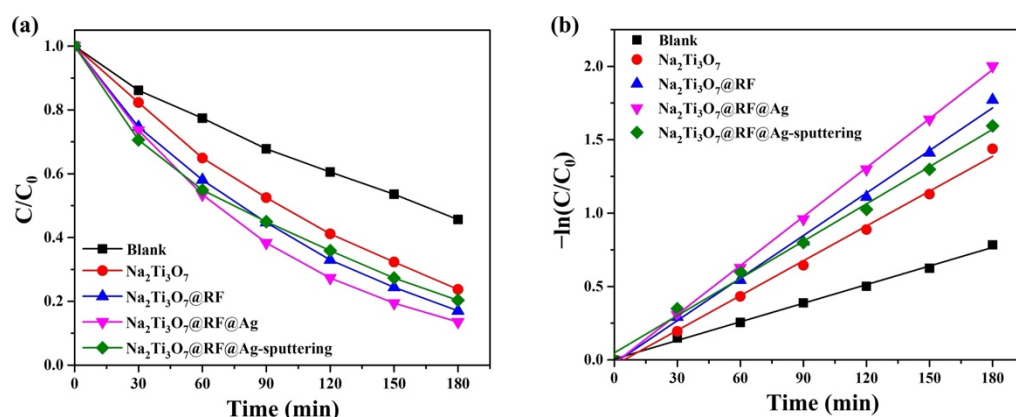 (a)
1.0
0.8
0.6
0.4
0.2
0.0
C/C₀
0 30 60 90 120 150 180
Time (min)
Blank
Na₂Ti₃O₇
Na₂Ti₃O₇@RF
Na₂Ti₃O₇@RF@Ag
Na₂Ti₃O₇@RF@Ag-sputtering
(b)
2.0
1.5
1.0
0.5
0.0
−ln(C/C₀)
0 30 60 90 120 150 180
Time (min)
Blank
Na₂Ti₃O₇
Na₂Ti₃O₇@RF
Na₂Ti₃O₇@RF@Ag
Na₂Ti₃O₇@RF@Ag-sputtering